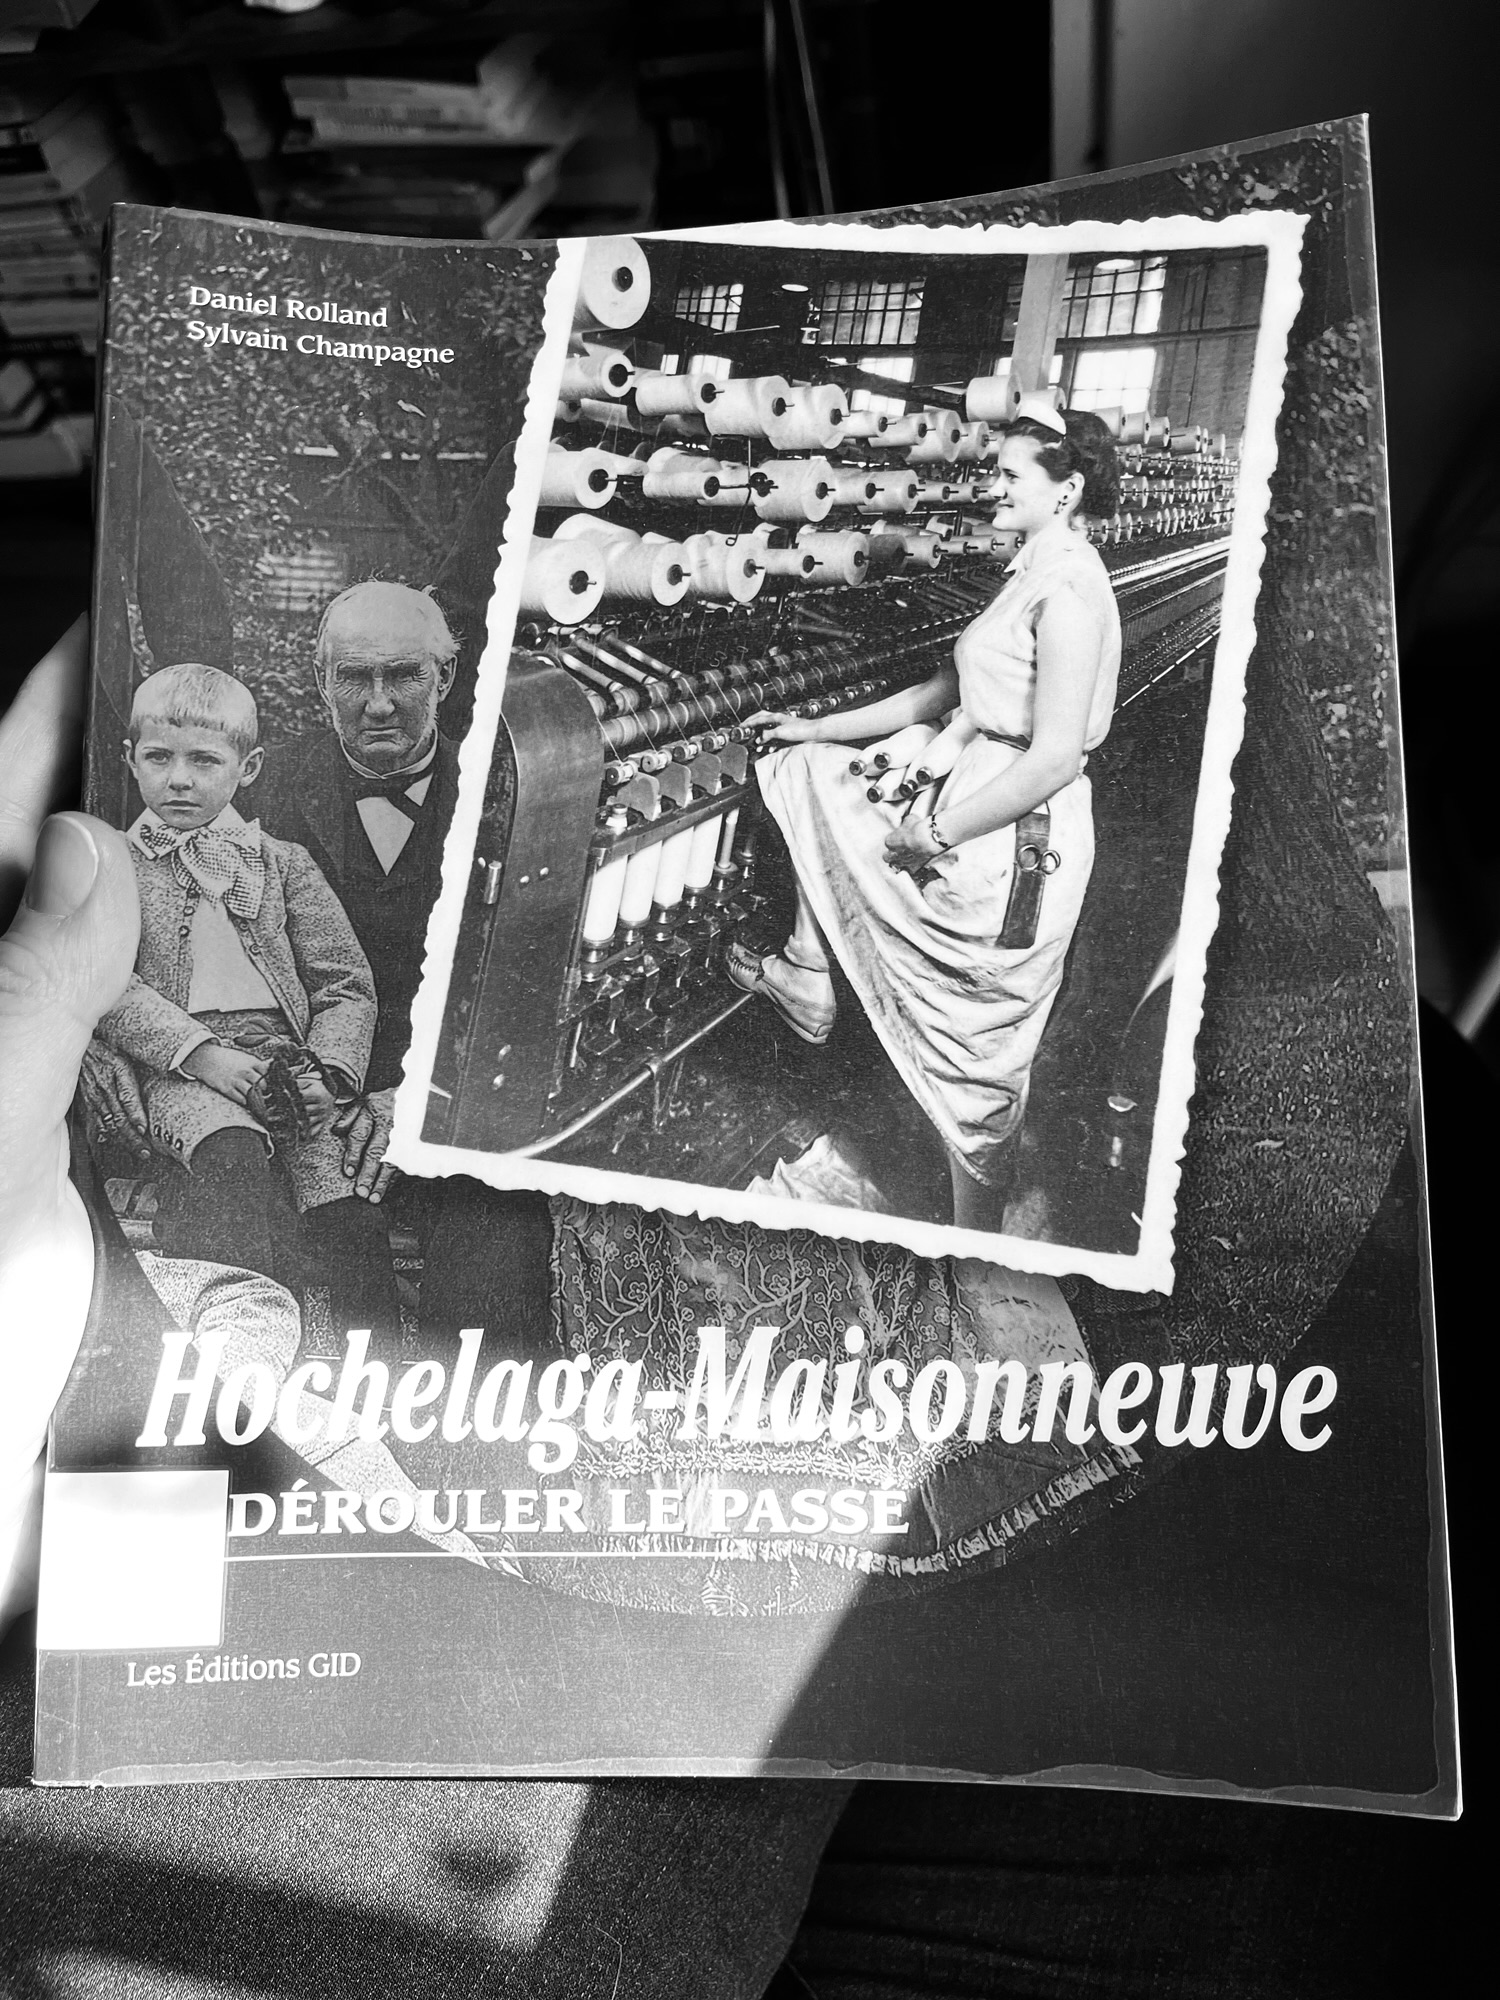 Daniel Rolland
Sylvain Champagne
Hochelaga-Maisonneuve
DÉROULER LE PASSÉ
Les Éditions GID